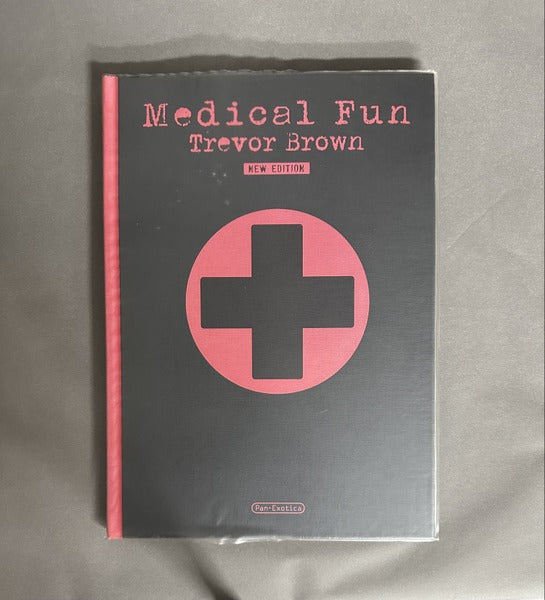 Medical Fun
Trevor Brown
NEW EDITION
Pan-Exotica